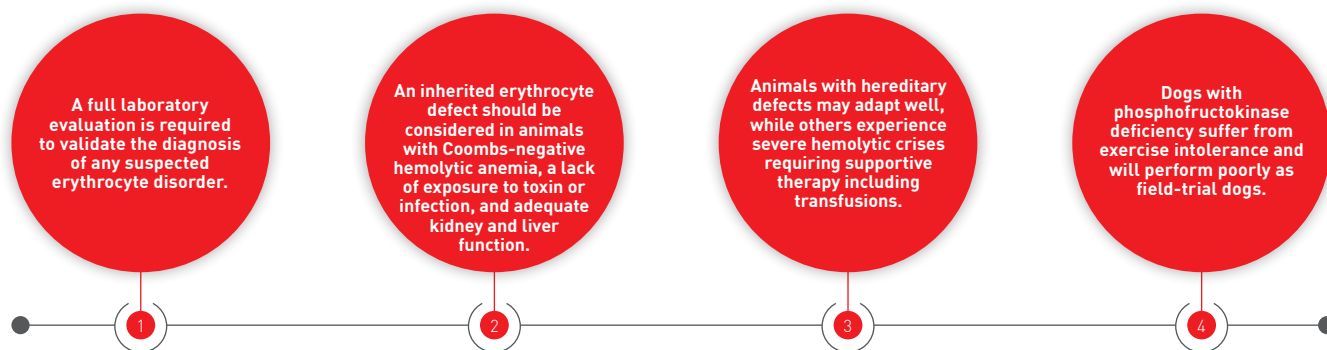 A full laboratory
evaluation is required
to validate the diagnosis
of any suspected
erythrocyte disorder.
An inherited erythrocyte
defect should be
considered in animals
with Coombs-negative
hemolytic anemia, a lack
of exposure to toxin or
infection, and adequate
kidney and liver
function.
Animals with hereditary
defects may adapt well,
while others experience
severe hemolytic crises
requiring supportive
therapy including
transfusions.
Dogs with
phosphofructokinase
deficiency suffer from
exercise intolerance and
will perform poorly as
field-trial dogs.
1
2
3
4